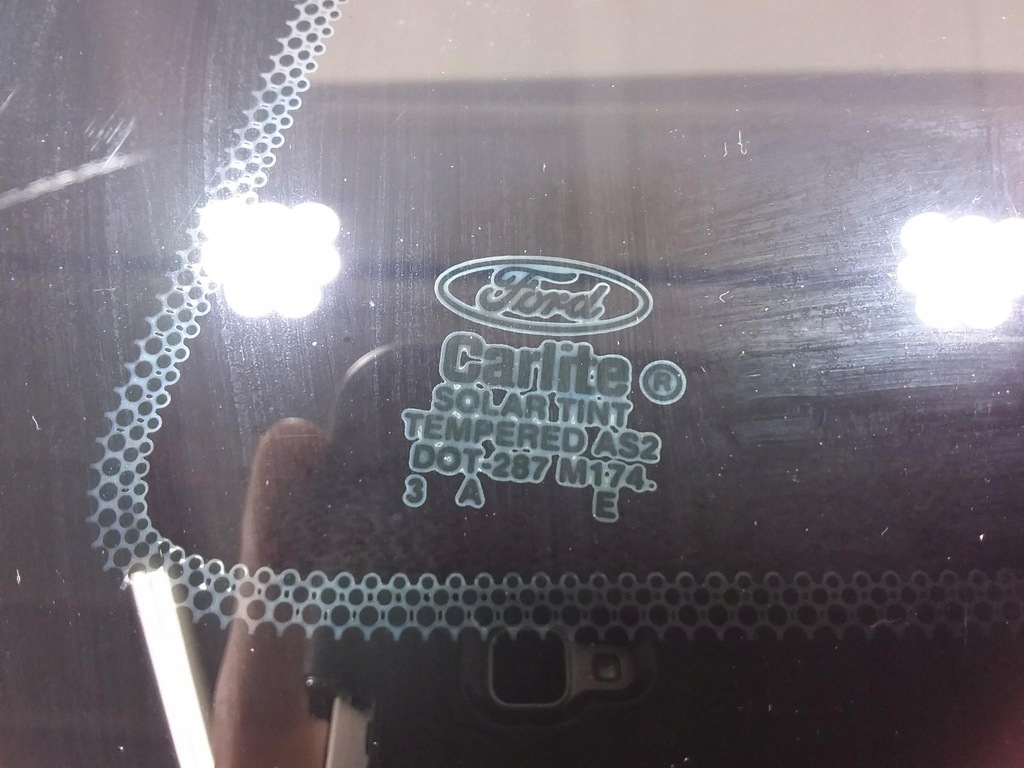 Ford
Carlite ®
SOLAR TINT
TEMPERED AS2
DOT-287 M174
3 A E